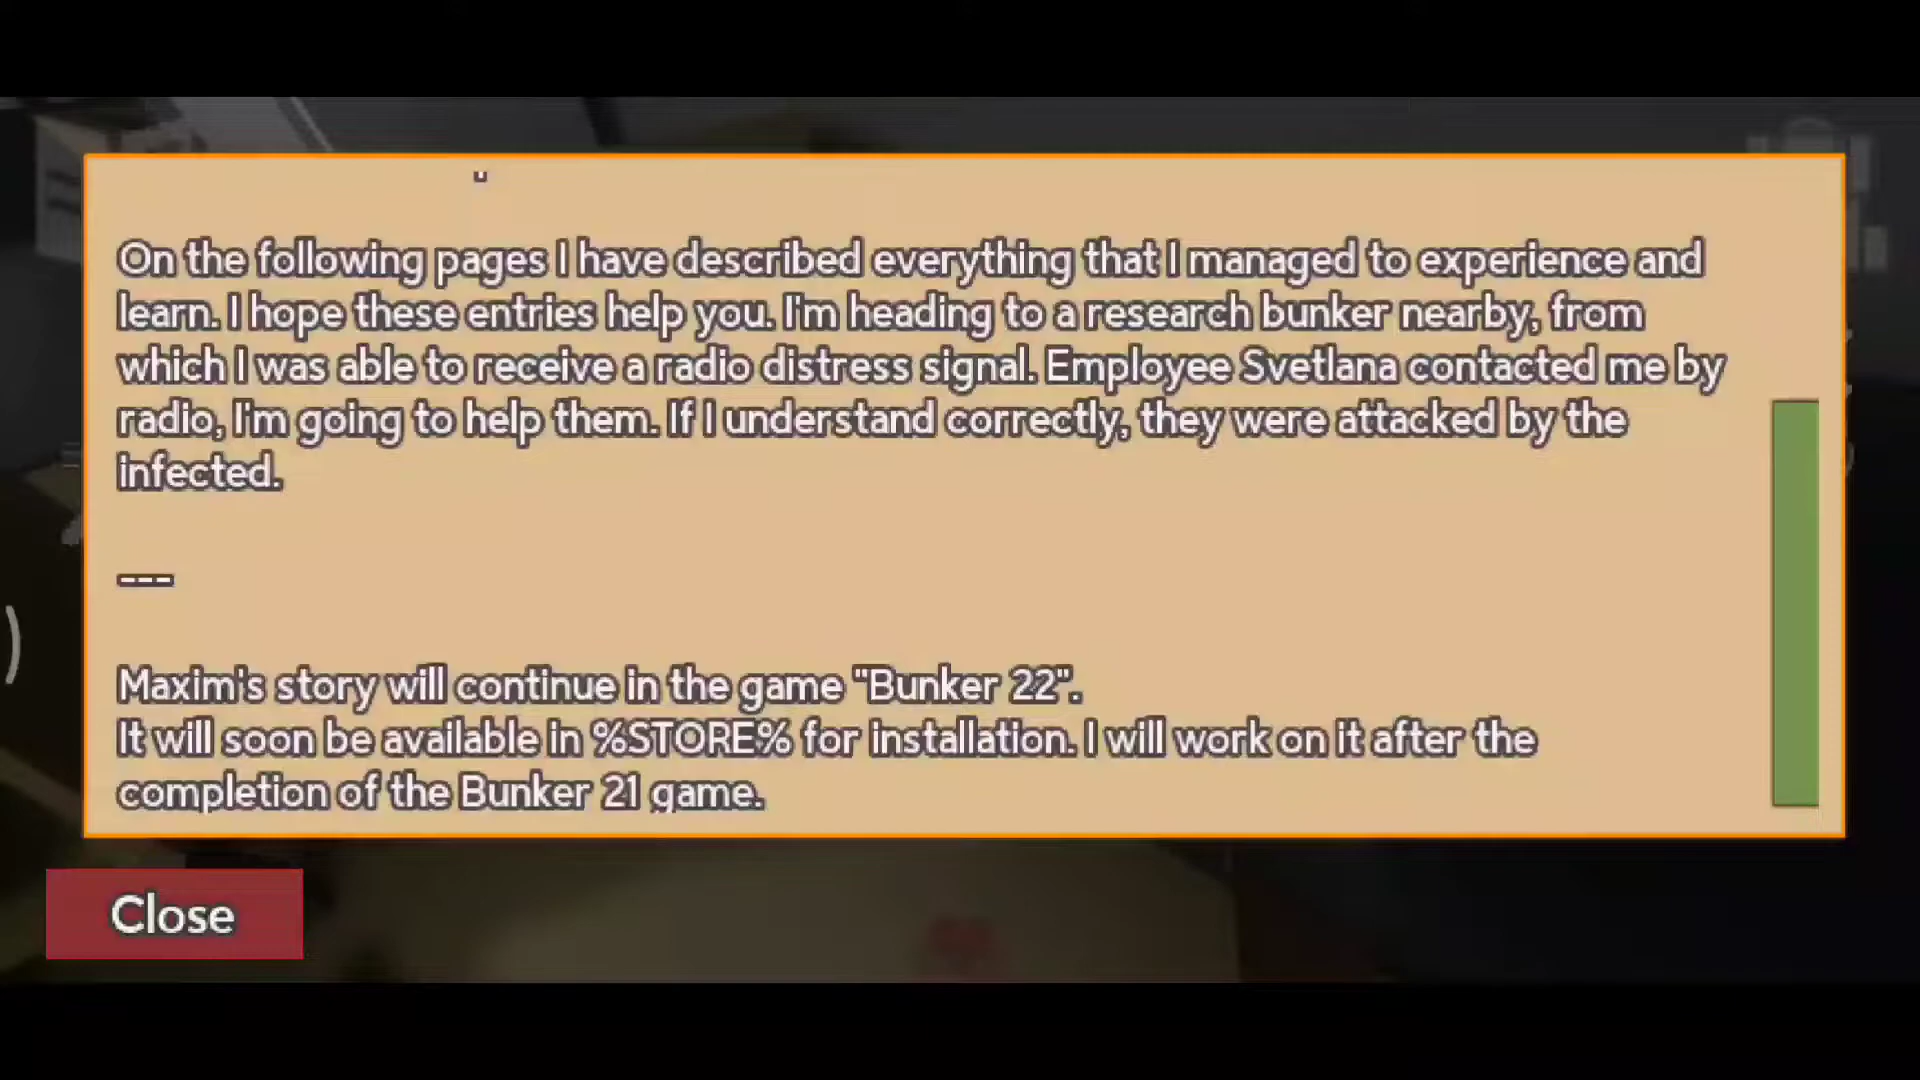 On the following pages I have described everything that I managed to experience and
learn. I hope these entries help you. I'm heading to a research bunker nearby, from
which I was able to receive a radio distress signal. Employee Svetlana contacted me by
radio, I'm going to help them. If I understand correctly, they were attacked by the
infected.
---
Maxim's story will continue in the game "Bunker 22".
It will soon be available in %STORE% for installation. I will work on it after the
completion of the Bunker 21 game.
Close